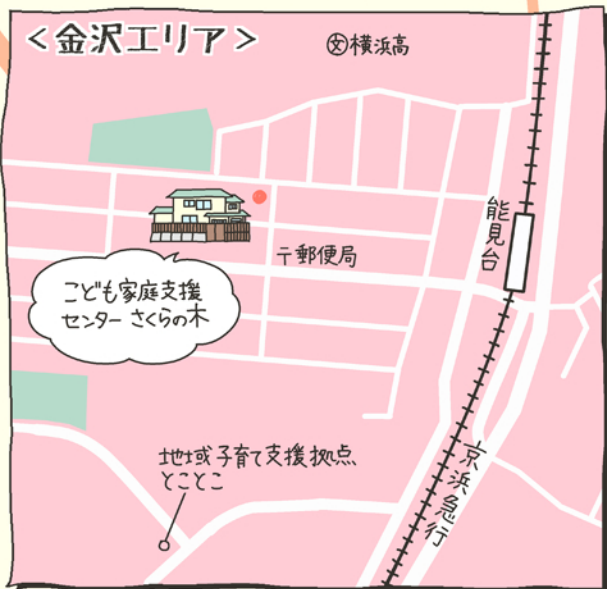 ＜金沢エリア＞
㊫横浜高
能見台
〒郵便局
こども家庭支援
センター さくらの木
地域子育て支援拠点
とことこ
京浜急行